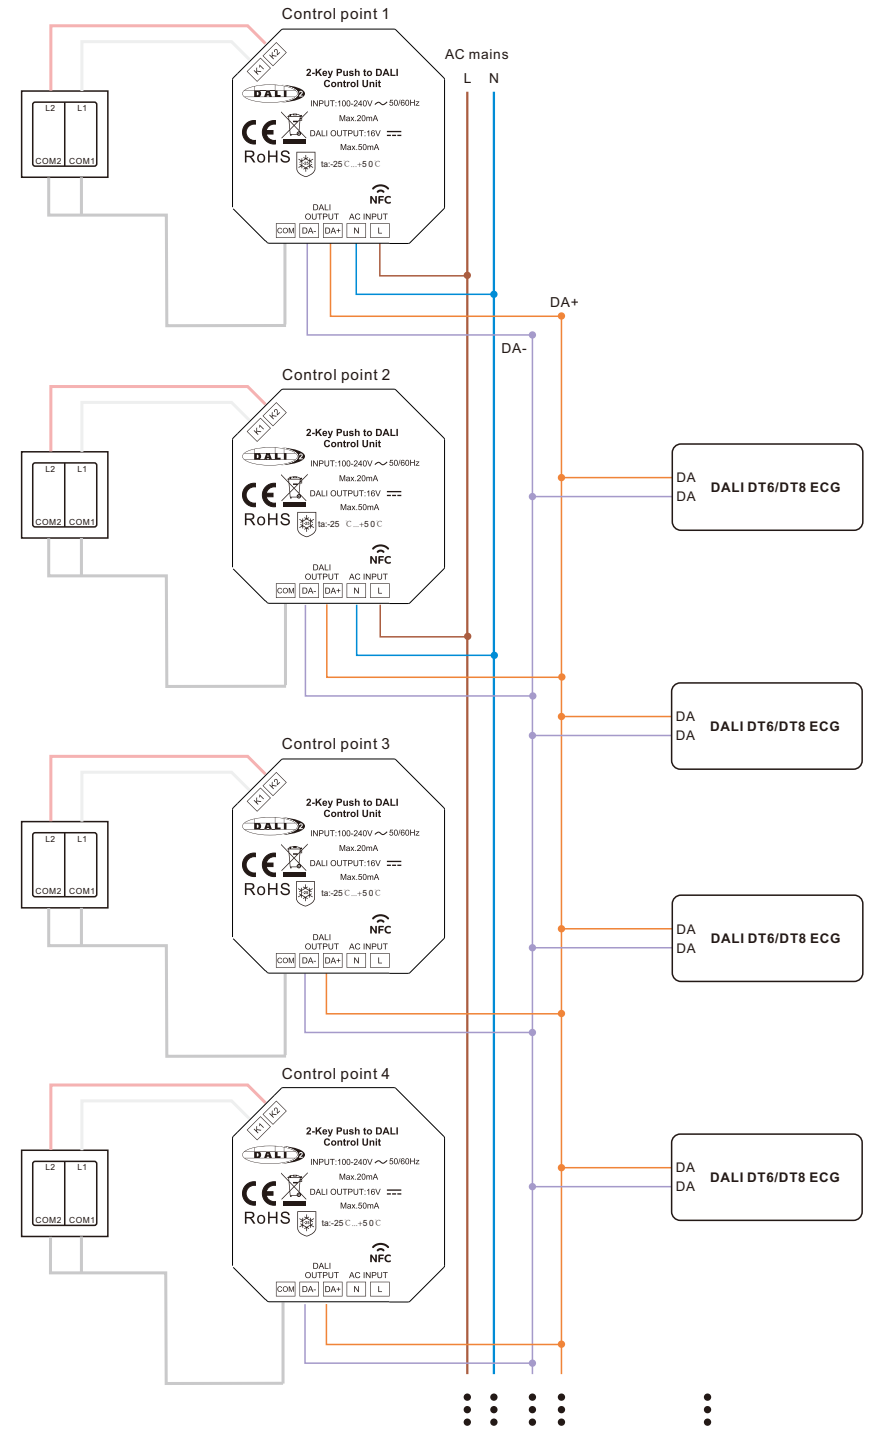 Control point 1
AC mains
L N
K1 K2
2-Key Push to DALI
Control Unit
DALI 2
INPUT:100-240V 50/60Hz
Max.20mA
DALI OUTPUT:16V
Max.50mA
CE
RoHS
ta:-25℃...+50℃
NFC
DALI
OUTPUT AC INPUT
COM DA- DA+ N L
L2 L1
COM2 COM1
DA+
DA-
Control point 2
K1 K2
2-Key Push to DALI
Control Unit
DALI 2
INPUT:100-240V 50/60Hz
Max.20mA
DALI OUTPUT:16V
Max.50mA
CE
RoHS
ta:-25 ℃...+50℃
NFC
DALI
OUTPUT AC INPUT
COM DA- DA+ N L
L2 L1
COM2 COM1
DA
DA
DALI DT6/DT8 ECG
DA
DA
DALI DT6/DT8 ECG
Control point 3
K1 K2
2-Key Push to DALI
Control Unit
DALI 2
INPUT:100-240V 50/60Hz
Max.20mA
DALI OUTPUT:16V
Max.50mA
CE
RoHS
ta:-25℃...+50℃
NFC
DALI
OUTPUT AC INPUT
COM DA- DA+ N L
L2 L1
COM2 COM1
DA
DA
DALI DT6/DT8 ECG
Control point 4
K1 K2
2-Key Push to DALI
Control Unit
DALI 2
INPUT:100-240V 50/60Hz
Max.20mA
DALI OUTPUT:16V
Max.50mA
CE
RoHS
ta:-25℃...+50℃
NFC
DALI
OUTPUT AC INPUT
COM DA- DA+ N L
L2 L1
COM2 COM1
DA
DA
DALI DT6/DT8 ECG